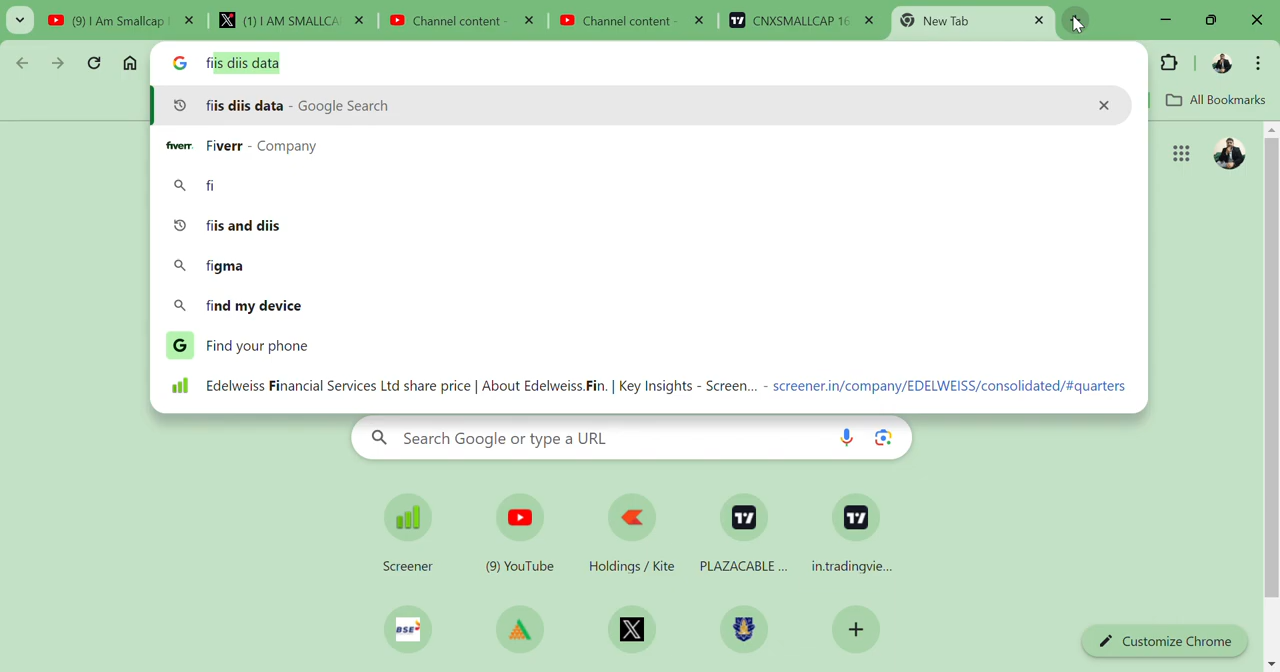 (9) I Am Smallcap
(1) I AM SMALLCA
Channel content -
Channel content -
CNXSMALLCAP 16
New Tab
fiis diis data
All Bookmarks
fiis diis data - Google Search
fiverr.
Fiverr - Company
fi
fiis and diis
figma
find my device
G
Find your phone
Edelweiss Financial Services Ltd share price | About Edelweiss.Fin. | Key Insights - Screen... - screener.in/company/EDELWEISS/consolidated/#quarters
Search Google or type a URL
Screener
(9) YouTube
Holdings / Kite
PLAZACABLE ...
in.tradingvie...
BSE
Customize Chrome